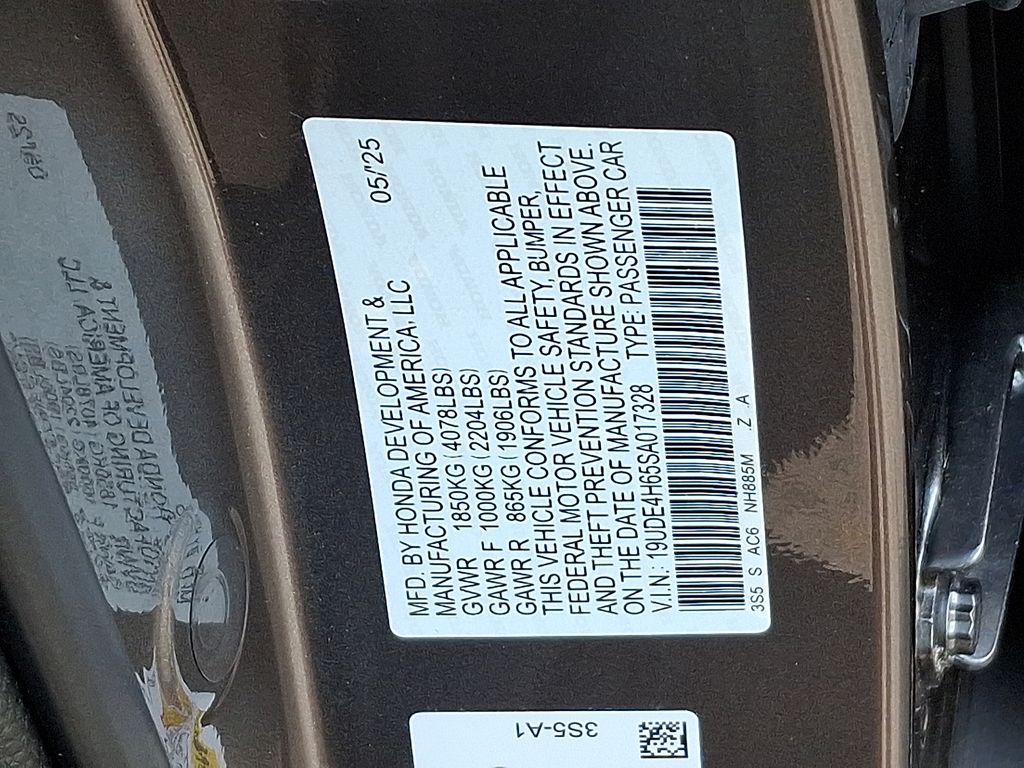 MFD. BY HONDA DEVELOPMENT & 05/'25
MANUFACTURING OF AMERICA, LLC
GVWR 1850KG (4078LBS)
GAWR F 1000KG (2204LBS)
GAWR R 865KG (1906LBS)
THIS VEHICLE CONFORMS TO ALL APPLICABLE
FEDERAL MOTOR VEHICLE SAFETY, BUMPER,
AND THEFT PREVENTION STANDARDS IN EFFECT
ON THE DATE OF MANUFACTURE SHOWN ABOVE.
V.I.N.: 19UDE4H65SA017328 TYPE: PASSENGER CAR
3S5 S AC6 NH885M .Z .A
3S5-A1